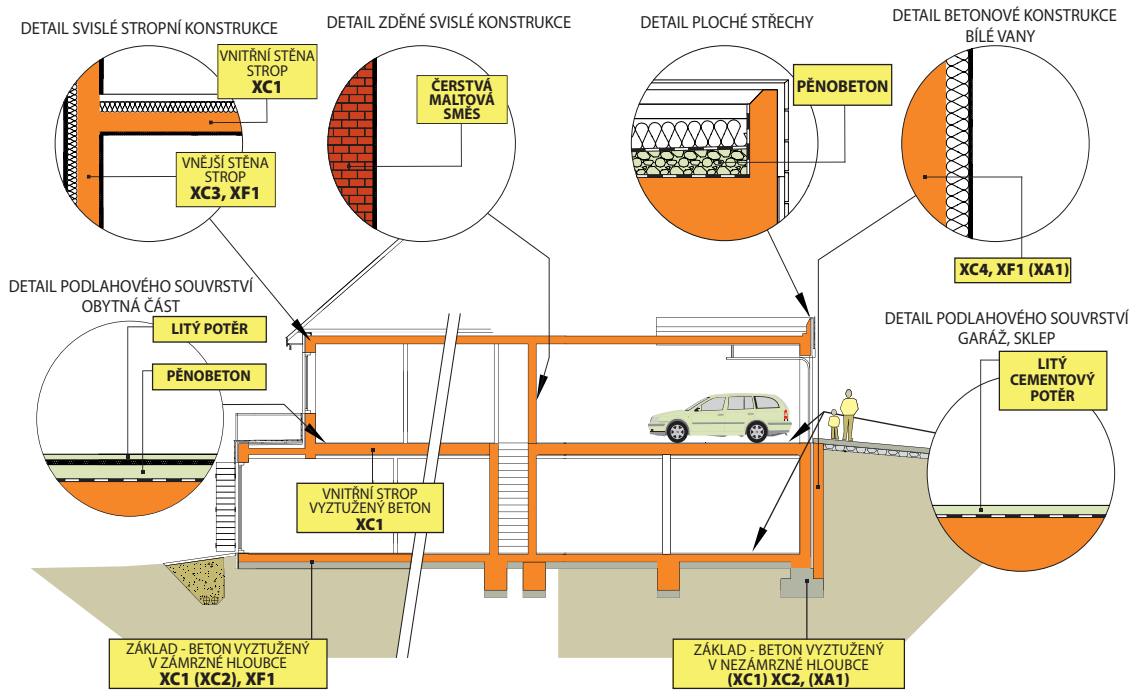 DETAIL SVISLÉ STROPNÍ KONSTRUKCE
VNITŘNÍ STĚNA
STROP
XC1
VNĚJŠÍ STĚNA
STROP
XC3, XF1
DETAIL ZDĚNÉ SVISLÉ KONSTRUKCE
ČERSTVÁ
MALTOVÁ
SMĚS
DETAIL PLOCHÉ STŘECHY
PĚNOBETON
DETAIL BETONOVÉ KONSTRUKCE
BÍLÉ VANY
XC4, XF1 (XA1)
DETAIL PODLAHOVÉHO SOUVRSTVÍ
OBYTNÁ ČÁST
LITÝ POTĚR
PĚNOBETON
DETAIL PODLAHOVÉHO SOUVRSTVÍ
GARÁŽ, SKLEP
LITÝ
CEMENTOVÝ
POTĚR
VNITŘNÍ STROP
VYZTUŽENÝ BETON
XC1
ZÁKLAD - BETON VYZTUŽENÝ
V ZÁMRZNÉ HLOUBCE
XC1 (XC2), XF1
ZÁKLAD - BETON VYZTUŽENÝ
V NEZÁMRZNÉ HLOUBCE
(XC1) XC2, (XA1)